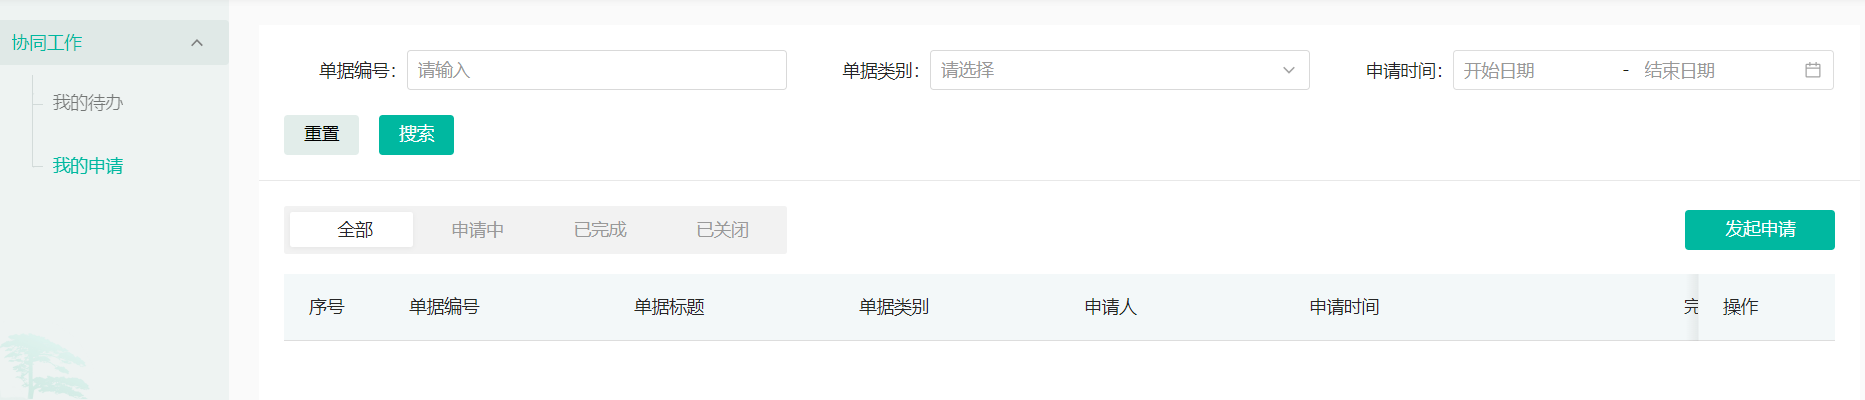 协同工作
我的待办
我的申请
单据编号: 请输入 单据类别: 请选择 申请时间: 开始日期 - 结束日期
重置 搜索
全部 申请中 已完成 已关闭 发起申请
序号 单据编号 单据标题 单据类别 申请人 申请时间 完 操作